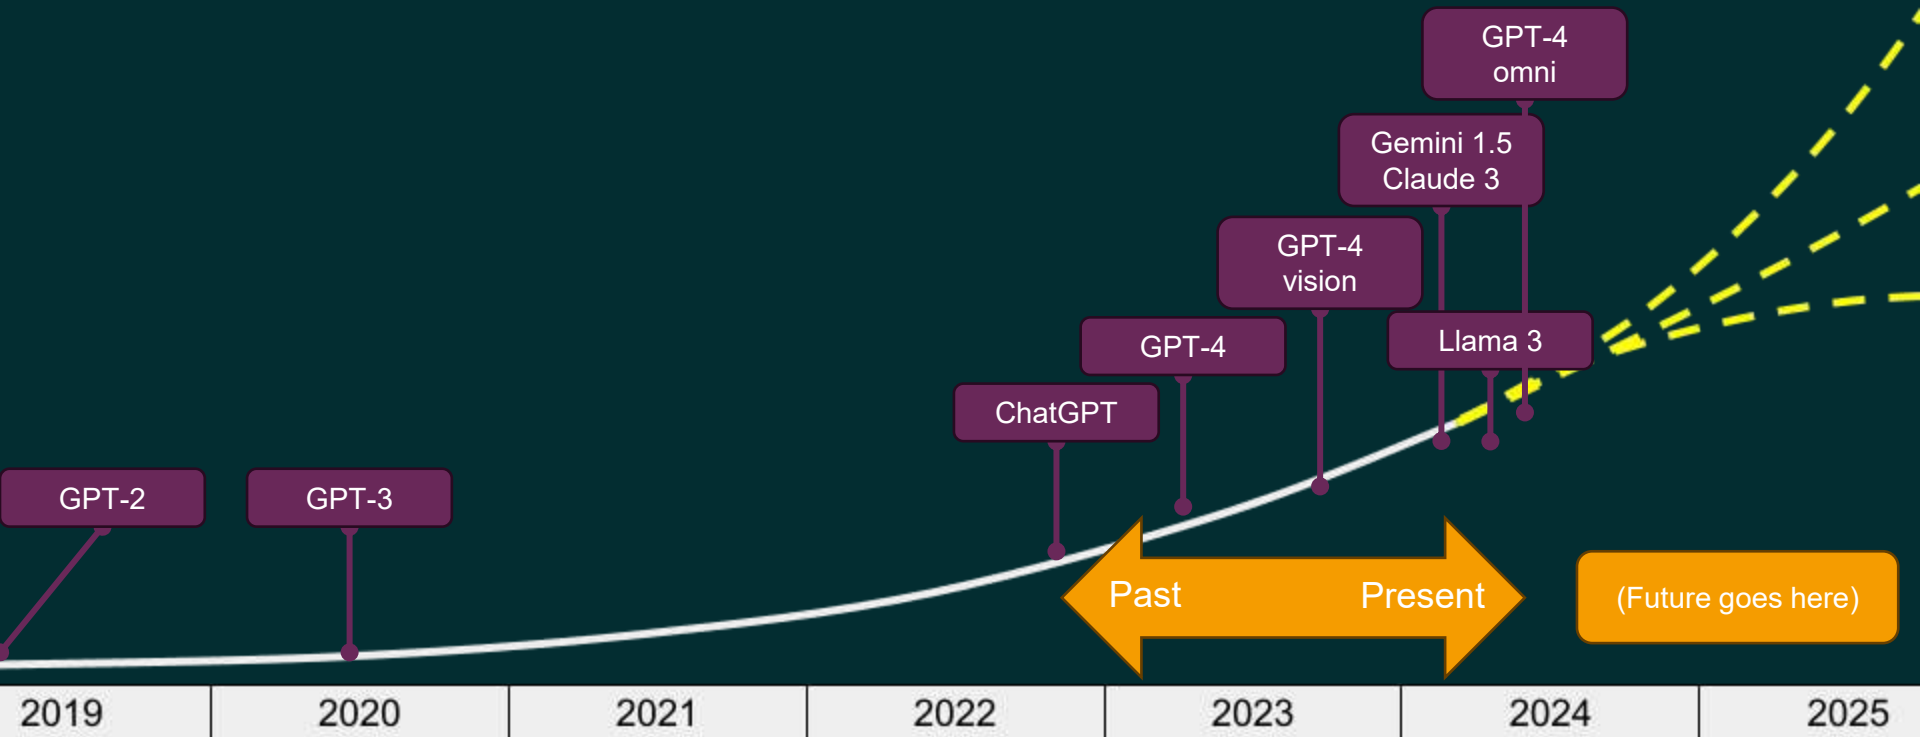 GPT-4
omni
Gemini 1.5
Claude 3
GPT-4
vision
GPT-4
Llama 3
ChatGPT
GPT-2
GPT-3
Past
Present
(Future goes here)
2019
2020
2021
2022
2023
2024
2025